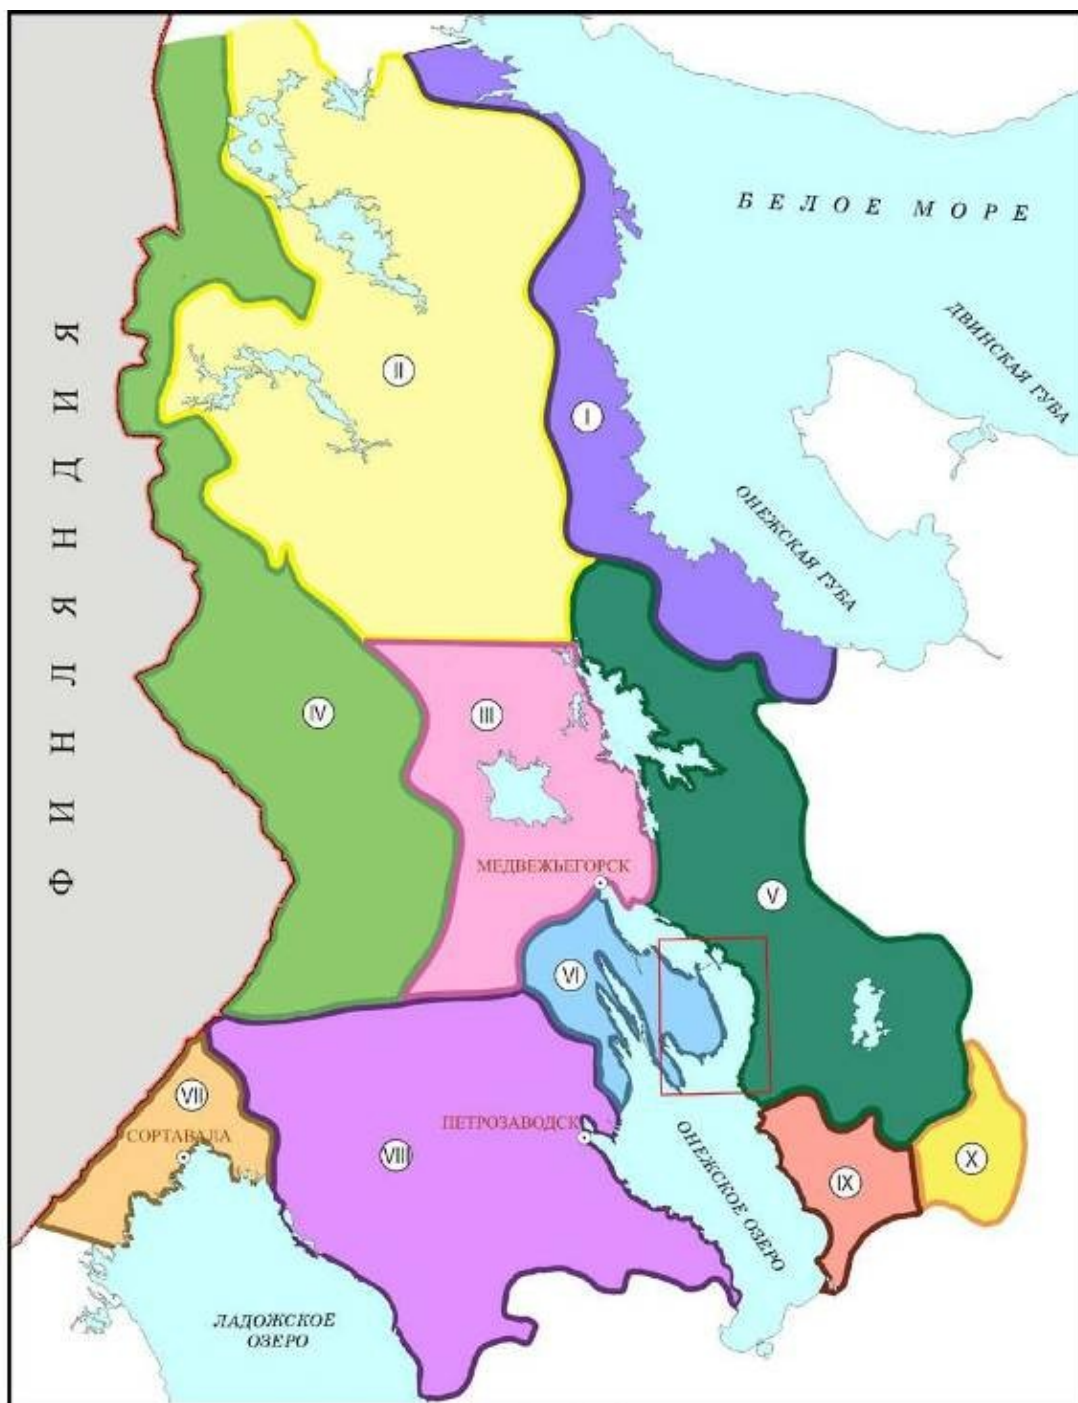 БЕЛОЕ МОРЕ
ДВИНСКАЯ ГУБА
ФИНЛЯНДИЯ
II
I
ОНЕЖСКАЯ ГУБА
IV
III
МЕДВЕЖЬЕГОРСК
V
VI
VII
СОРТАВАЛА
ПЕТРОЗАВОДСК
VIII
ОНЕЖСКОЕ ОЗЕРО
IX
X
ЛАДОЖСКОЕ
ОЗЕРО